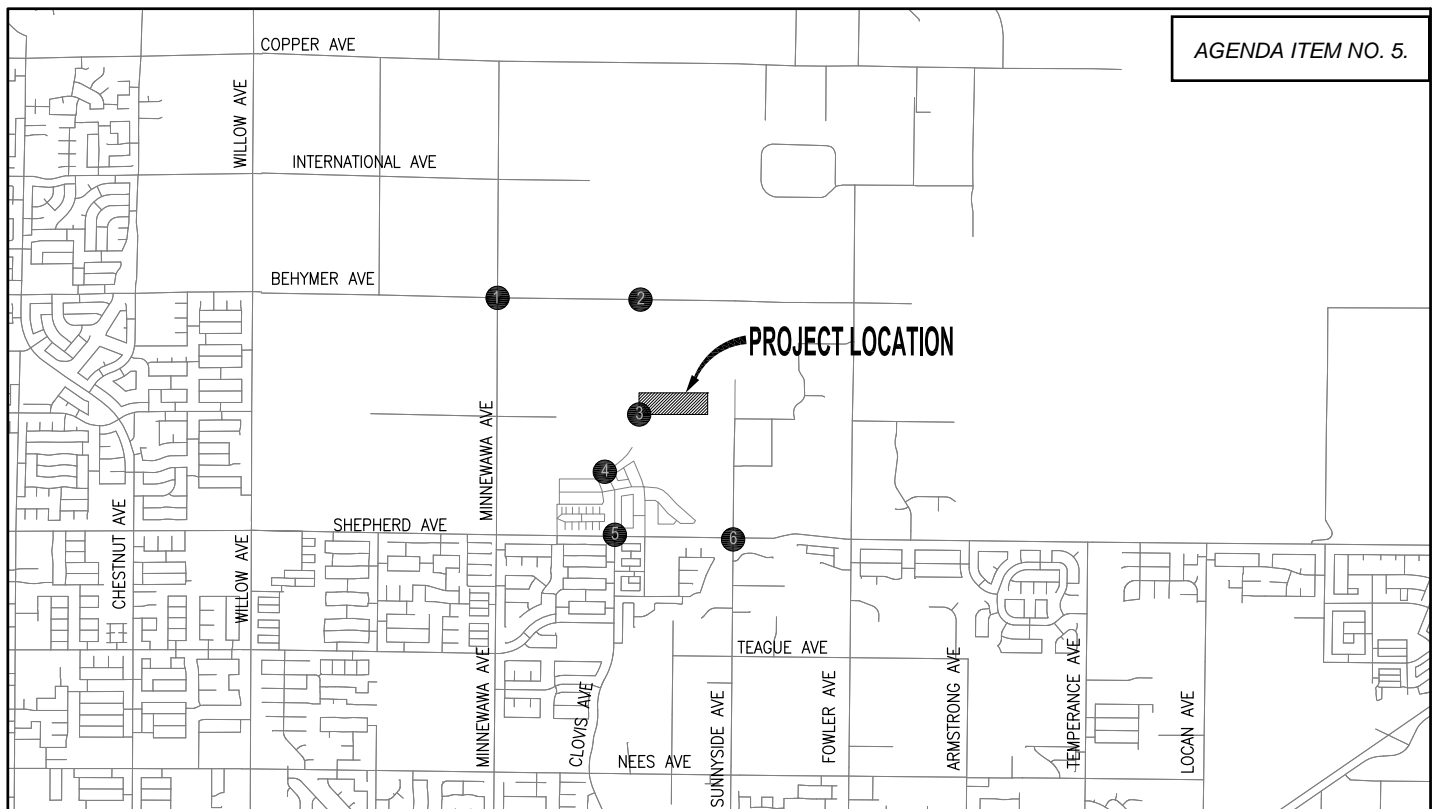 AGENDA ITEM NO. 5.
COPPER AVE
WILLOW AVE
INTERNATIONAL AVE
BEHYMER AVE
1
2
PROJECT LOCATION
3
MINNEWAWA AVE
4
SHEPHERD AVE
5
6
CHESTNUT AVE
WILLOW AVE
TEAGUE AVE
MINNEWAWA AVE
CLOVIS AVE
SUNNYSIDE AVE
FOWLER AVE
ARMSTRONG AVE
TEMPERANCE AVE
LOCAN AVE
NEES AVE